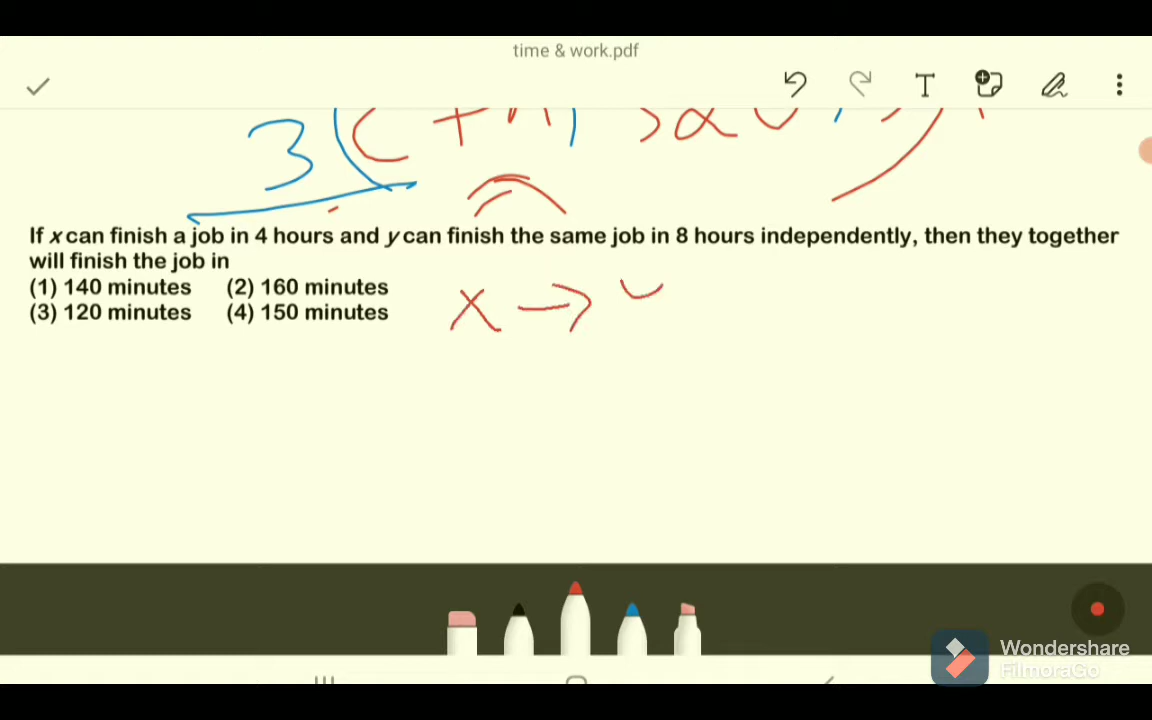 time & work.pdf
T
3
If x can finish a job in 4 hours and y can finish the same job in 8 hours independently, then they together
will finish the job in
(1) 140 minutes (2) 160 minutes
(3) 120 minutes (4) 150 minutes
x →
Wondershare
FilmoraGo